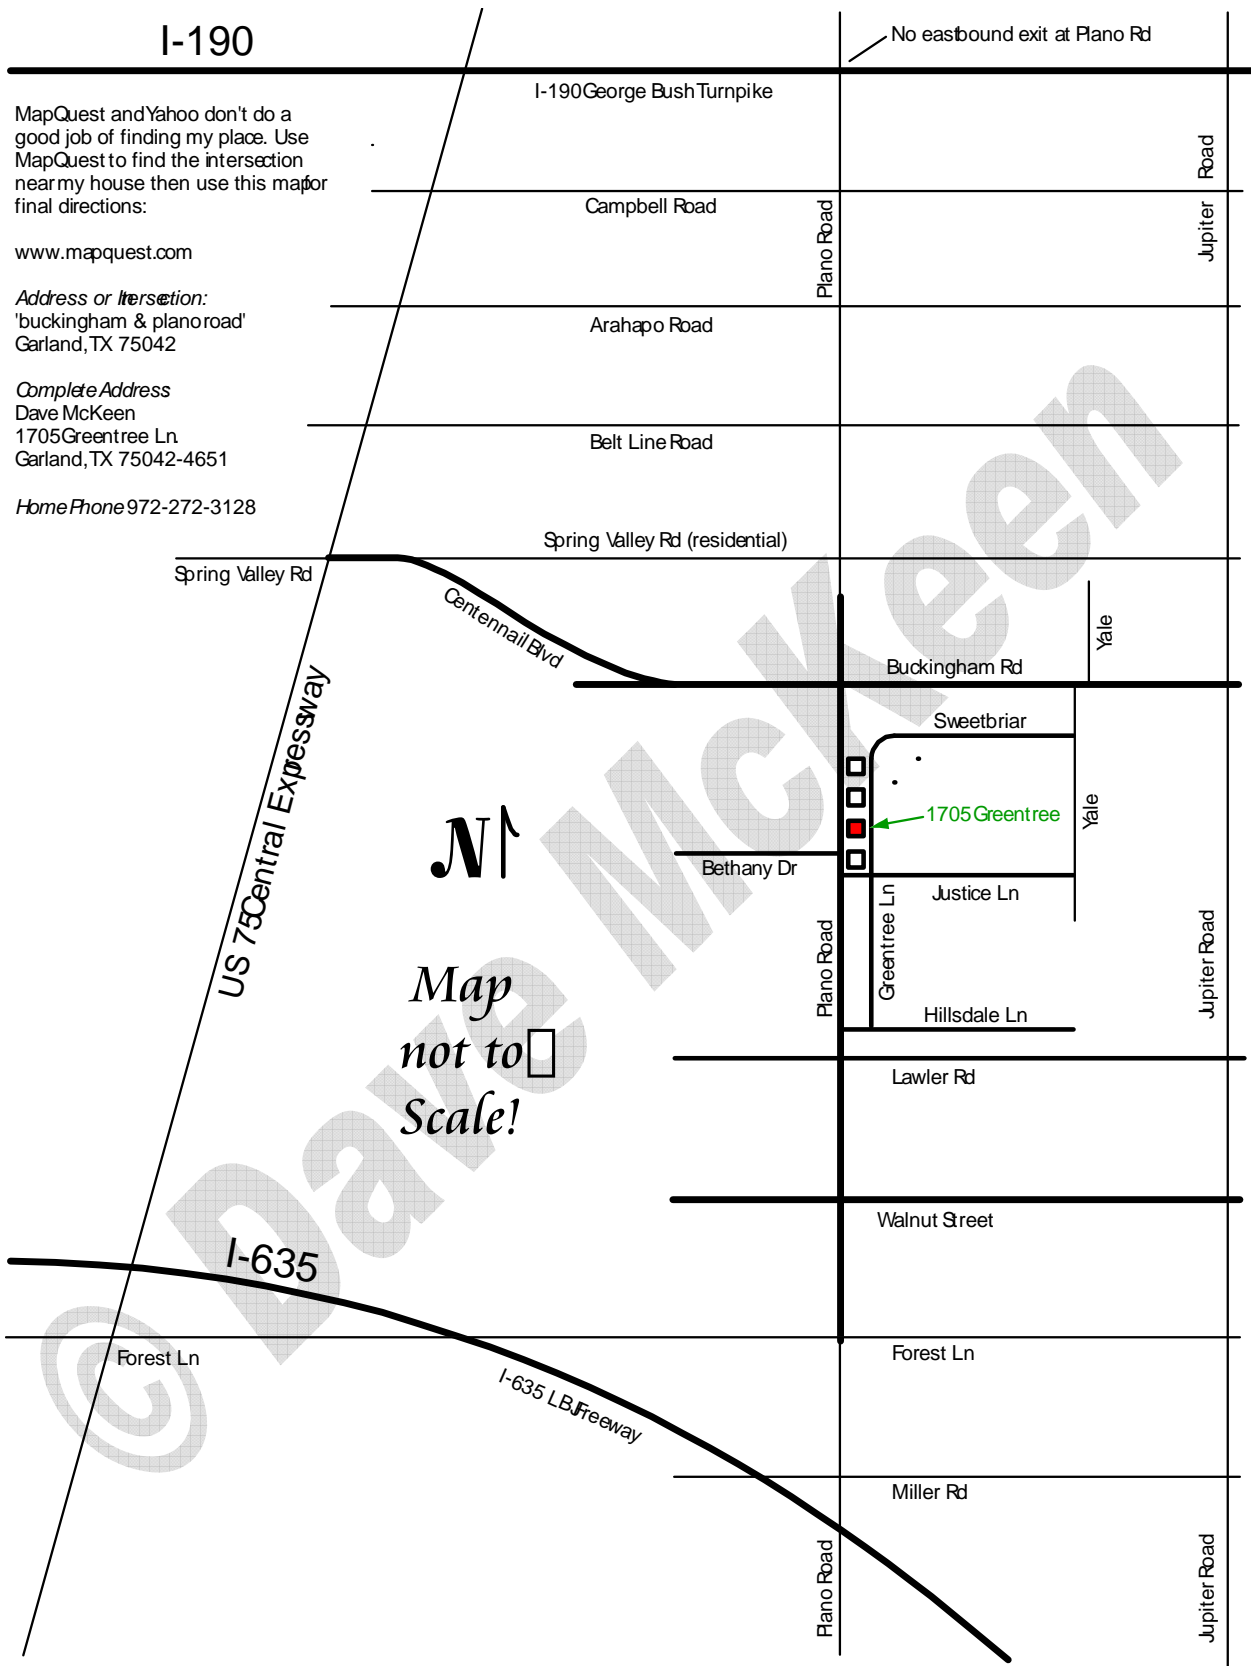 I-190
No eastbound exit at Plano Rd
I-190 George Bush Turnpike
MapQuest and Yahoo don't do a
good job of finding my place. Use
MapQuest to find the intersection
near my house then use this map for
final directions:
www.mapquest.com
Address or Intersection:
'buckingham & plano road'
Garland, TX 75042
Complete Address
Dave McKeen
1705 Greentree Ln.
Garland, TX 75042-4651
Home Phone 972-272-3128
Jupiter Road
Campbell Road
Plano Road
Arahapo Road
Belt Line Road
Spring Valley Rd (residential)
Spring Valley Rd
Centennail Blvd
Yale
Buckingham Rd
Sweetbriar
US 75 Central Expressway
1705 Greentree
Yale
N
Bethany Dr
Justice Ln
Greentree Ln
Plano Road
Jupiter Road
Map
not to
Scale!
Hillsdale Ln
Lawler Rd
Walnut Street
I-635
Forest Ln
Forest Ln
I-635 LBJ Freeway
Miller Rd
Plano Road
Jupiter Road
© Dave McKeen